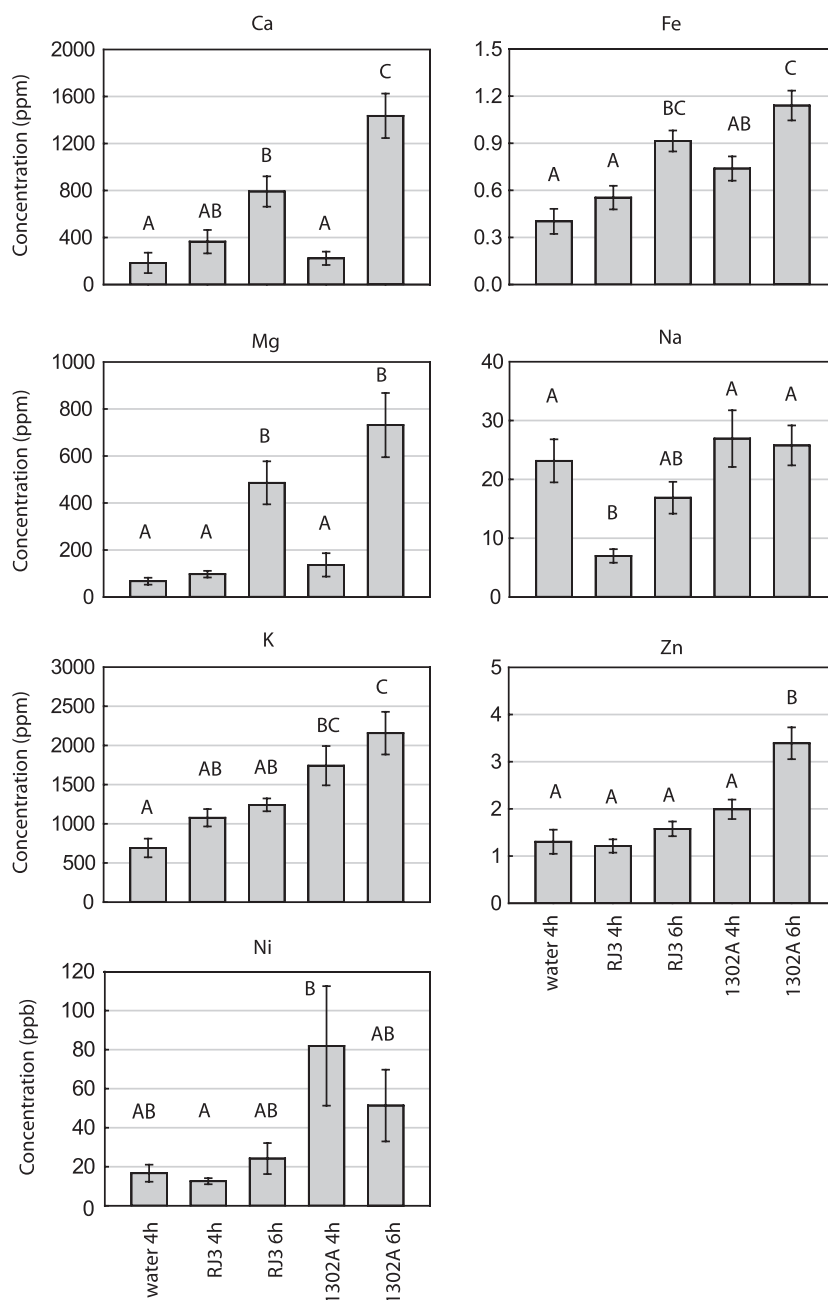 Ca
Concentration (ppm)
2000
1600
1200
800
400
0
A
AB
B
A
C
Fe
1.5
1.2
0.9
0.6
0.3
0.0
A
A
BC
AB
C
Mg
Concentration (ppm)
1000
800
600
400
200
0
A
A
B
A
B
Na
40
30
20
10
0
A
B
AB
A
A
K
Concentration (ppm)
3000
2500
2000
1500
1000
500
0
A
AB
AB
BC
C
Zn
5
4
3
2
1
0
A
A
A
A
B
water 4h
RJ3 4h
RJ3 6h
1302A 4h
1302A 6h
Ni
Concentration (ppb)
120
100
80
60
40
20
0
AB
A
AB
B
AB
water 4h
RJ3 4h
RJ3 6h
1302A 4h
1302A 6h